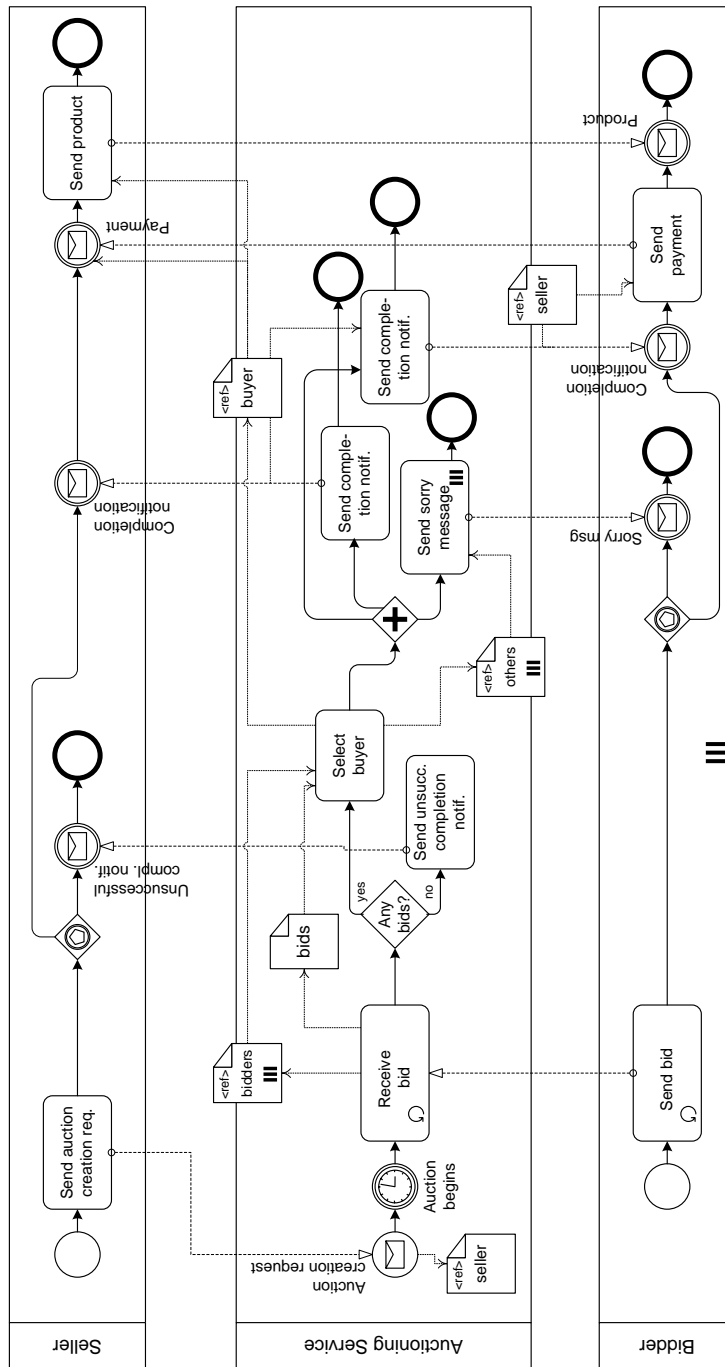 Seller
Send auction
creation req.
Unsuccessful
compl. notif.
Completion
notification
Payment
Send product
Auctioning Service
Auction
creation request
<ref>
seller
Auction
begins
Receive
bid
<ref>
bidders
bids
Any
bids?
yes
no
Send unsucc.
completion
notif.
Select
buyer
<ref>
buyer
<ref>
others
Send comple-
tion notif.
Send sorry
message
Send comple-
tion notif.
<ref>
seller
Bidder
Send bid
Sorry msg
Completion
notification
Send
payment
Product